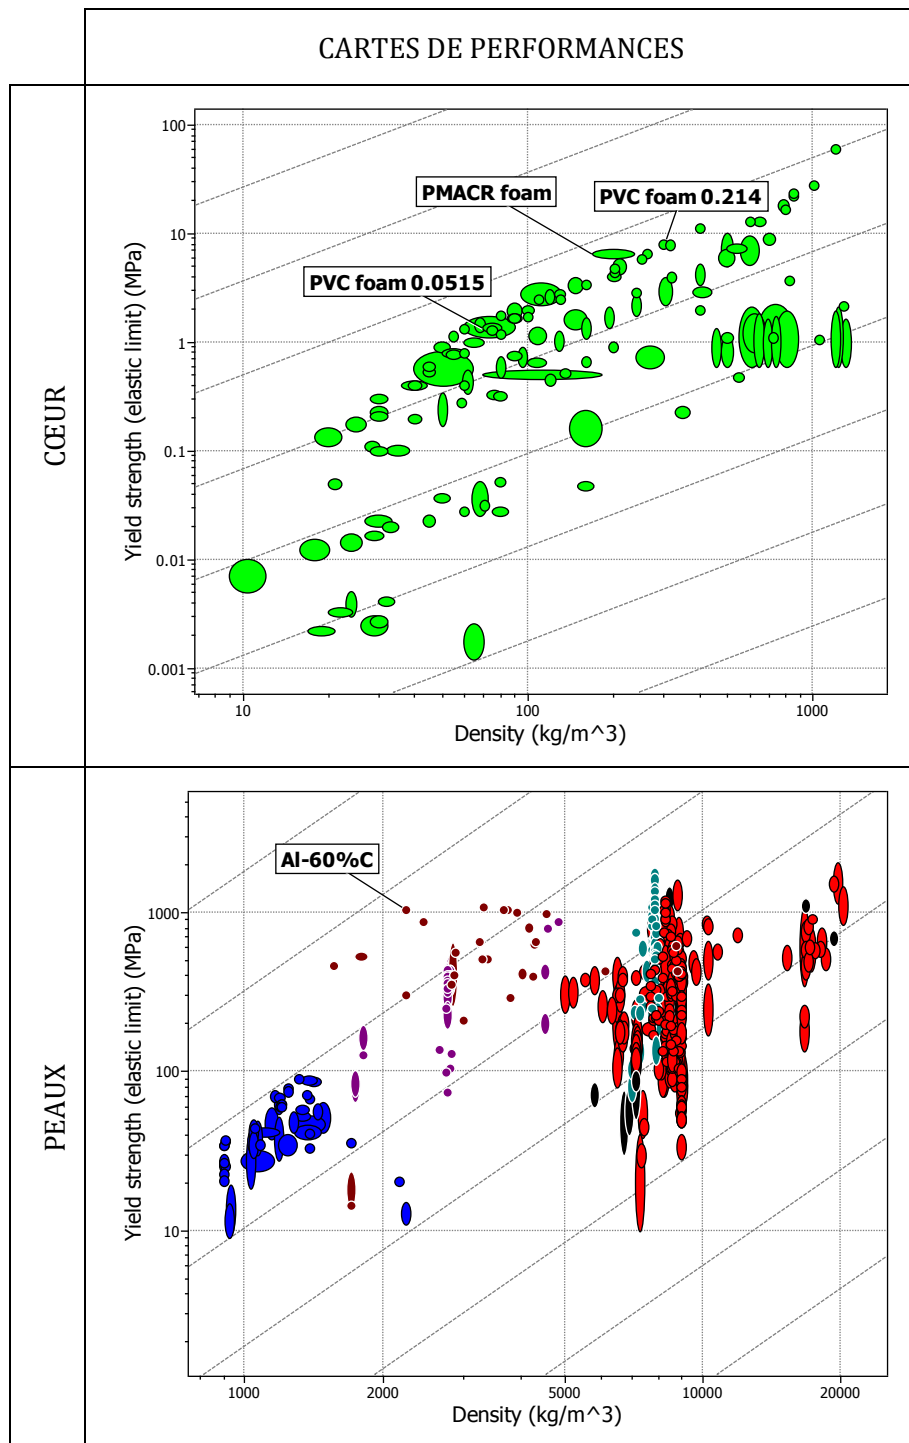 CARTES DE PERFORMANCES
CŒUR
Yield strength (elastic limit) (MPa)
100
10
1
0.1
0.01
0.001
PMACR foam
PVC foam 0.214
PVC foam 0.0515
10 100 1000
Density (kg/m^3)
PEAUX
Yield strength (elastic limit) (MPa)
1000
100
10
Al-60%C
1000 2000 5000 10000 20000
Density (kg/m^3)